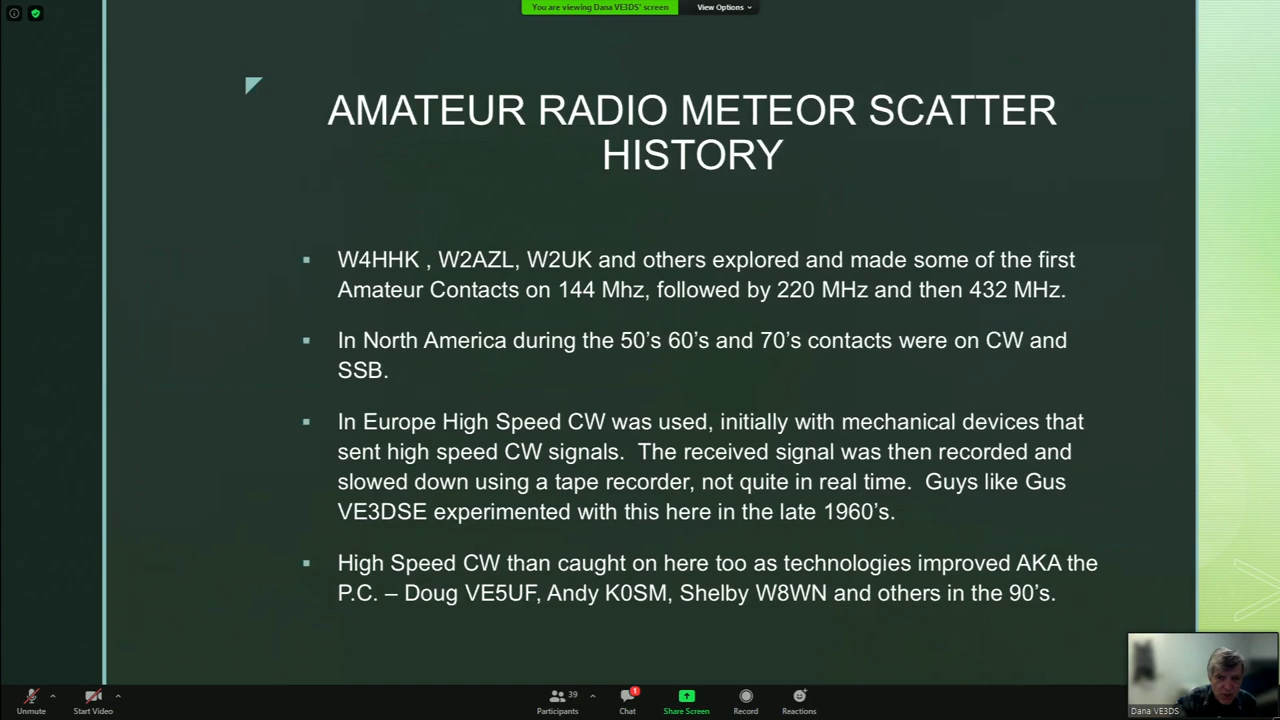 You are viewing Dana VE3DS' screen
View Options
AMATEUR RADIO METEOR SCATTER
HISTORY
▪ W4HHK , W2AZL, W2UK and others explored and made some of the first
Amateur Contacts on 144 Mhz, followed by 220 MHz and then 432 MHz.
▪ In North America during the 50’s 60’s and 70’s contacts were on CW and
SSB.
▪ In Europe High Speed CW was used, initially with mechanical devices that
sent high speed CW signals.  The received signal was then recorded and
slowed down using a tape recorder, not quite in real time.  Guys like Gus
VE3DSE experimented with this here in the late 1960’s.
▪ High Speed CW than caught on here too as technologies improved AKA the
P.C. – Doug VE5UF, Andy K0SM, Shelby W8WN and others in the 90’s.
Dana VE3DS
Unmute
Start Video
39
Participants
1
Chat
Share Screen
Record
Reactions